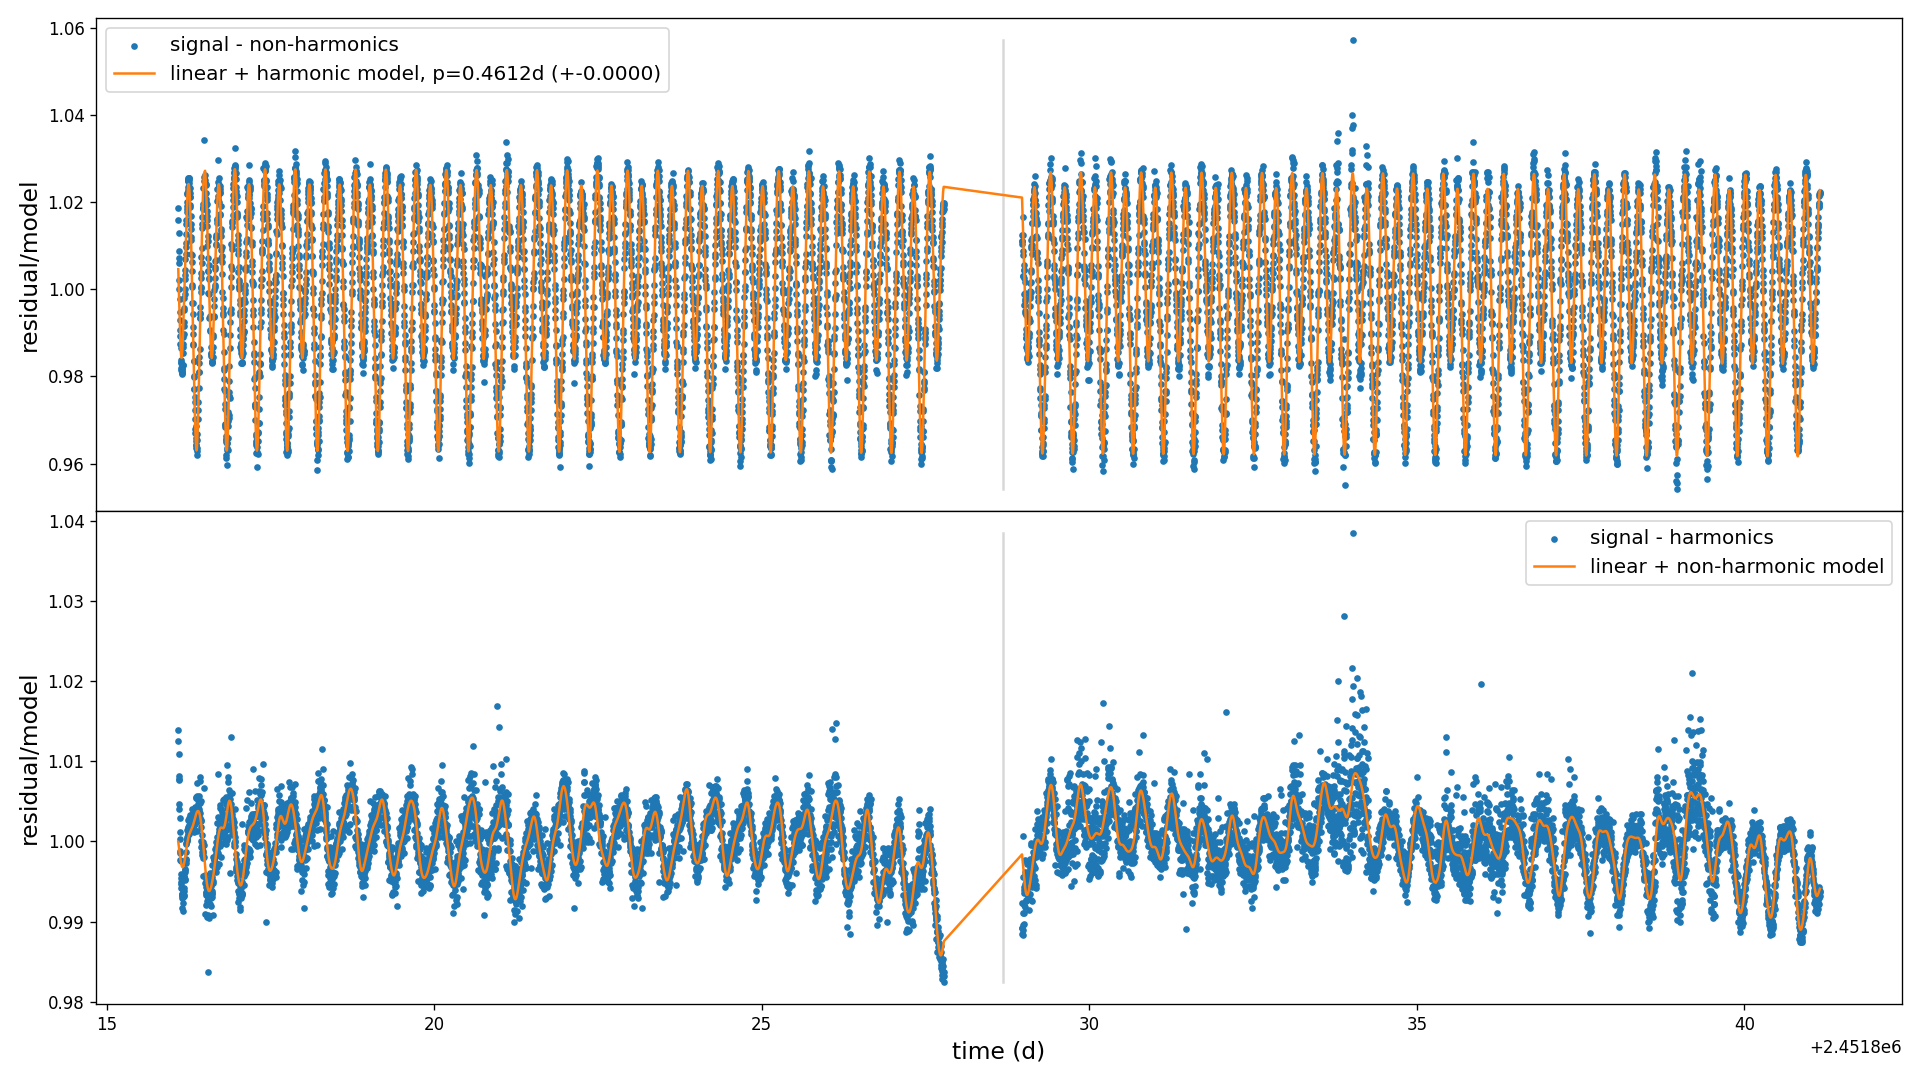 1.06
1.04
1.02
1.00
0.98
0.96
residual/model
signal - non-harmonics
linear + harmonic model, p=0.4612d (+-0.0000)
1.04
1.03
1.02
1.01
1.00
0.99
0.98
residual/model
signal - harmonics
linear + non-harmonic model
15
20
25
30
35
40
time (d)
+2.4518e6